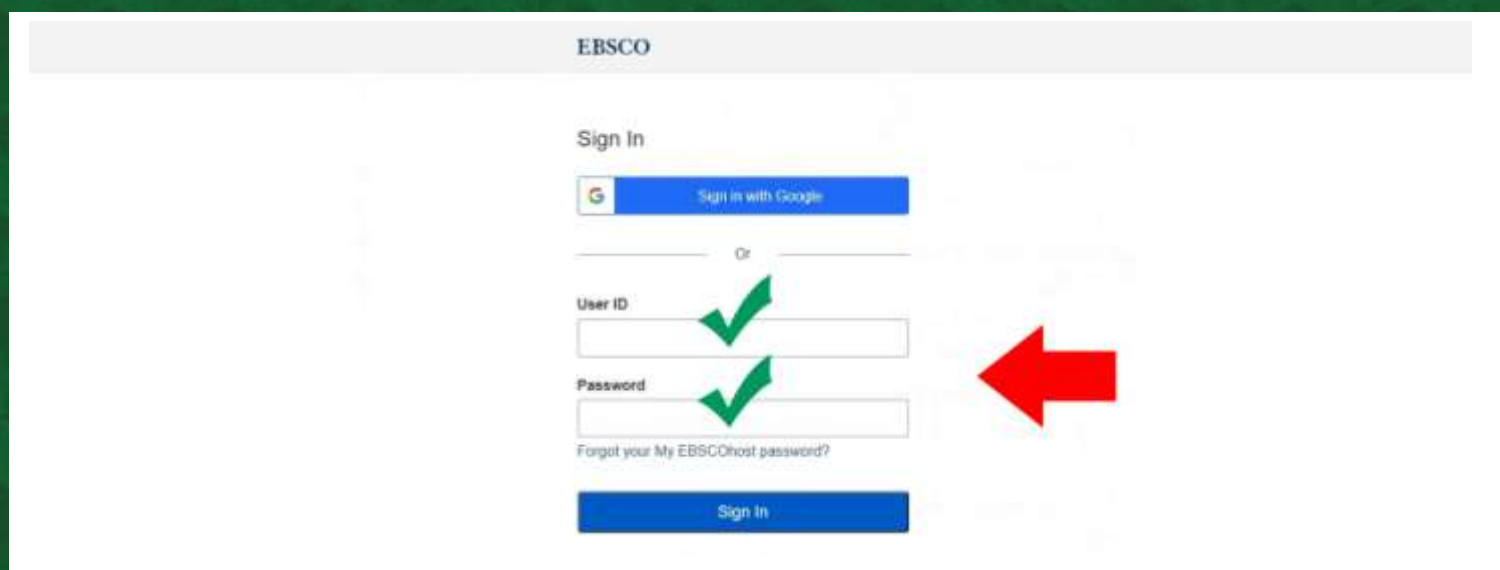 EBSCO
Sign In
G Sign in with Google
Or
User ID
Password
Forgot your My EBSCOhost password?
Sign In